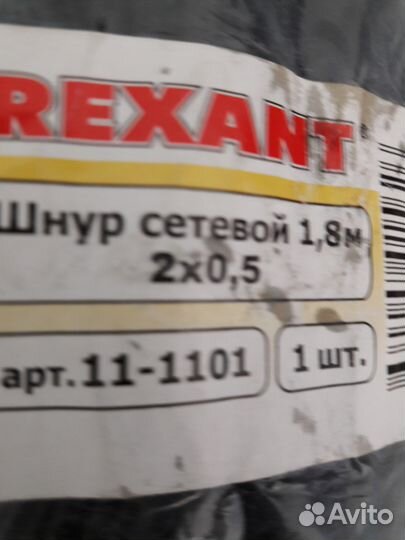 REXANT®
Шнур сетевой 1,8м
2х0,5
арт.11-1101
1 шт.
Avito